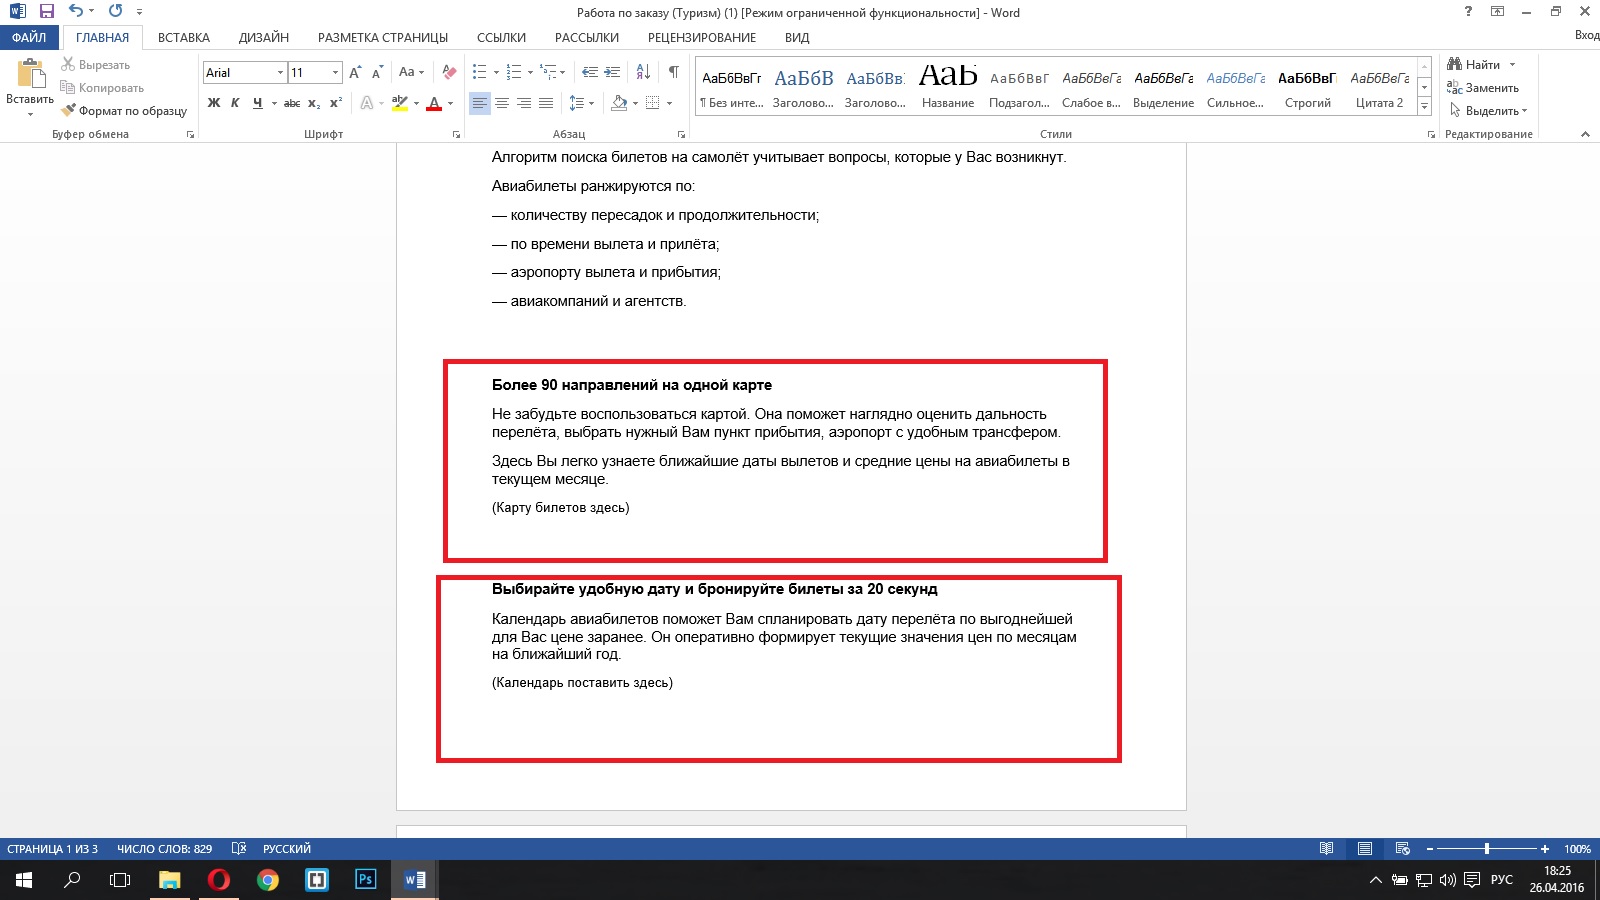 Работа по заказу (Туризм) (1) [Режим ограниченной функциональности] - Word
?
Вход
ФАЙЛ ГЛАВНАЯ ВСТАВКА ДИЗАЙН РАЗМЕТКА СТРАНИЦЫ ССЫЛКИ РАССЫЛКИ РЕЦЕНЗИРОВАНИЕ ВИД
Вставить
Вырезать
Копировать
Формат по образцу
Буфер обмена
Arial 11
Ж К Ч abc x₂ x²
Шрифт
Абзац
АаБбВвГг АаБбВ АаБбВв АаБ АаБбВвГ АаБбВвГг АаБбВвГг АаБбВвГг АаБбВвГг АаБбВвГг
¶ Без инте... Заголово... Заголово... Название Подзагол... Слабое в... Выделение Сильное... Строгий Цитата 2
Стили
Найти
Заменить
Выделить
Редактирование
Алгоритм поиска билетов на самолёт учитывает вопросы, которые у Вас возникнут.
Авиабилеты ранжируются по:
— количеству пересадок и продолжительности;
— по времени вылета и прилёта;
— аэропорту вылета и прибытия;
— авиакомпаний и агентств.
Более 90 направлений на одной карте
Не забудьте воспользоваться картой. Она поможет наглядно оценить дальность
перелёта, выбрать нужный Вам пункт прибытия, аэропорт с удобным трансфером.
Здесь Вы легко узнаете ближайшие даты вылетов и средние цены на авиабилеты в
текущем месяце.
(Карту билетов здесь)
Выбирайте удобную дату и бронируйте билеты за 20 секунд
Календарь авиабилетов поможет Вам спланировать дату перелёта по выгоднейшей
для Вас цене заранее. Он оперативно формирует текущие значения цен по месяцам
на ближайший год.
(Календарь поставить здесь)
СТРАНИЦА 1 ИЗ 3 ЧИСЛО СЛОВ: 829 РУССКИЙ 100%
Ps
РУС
18:25
26.04.2016